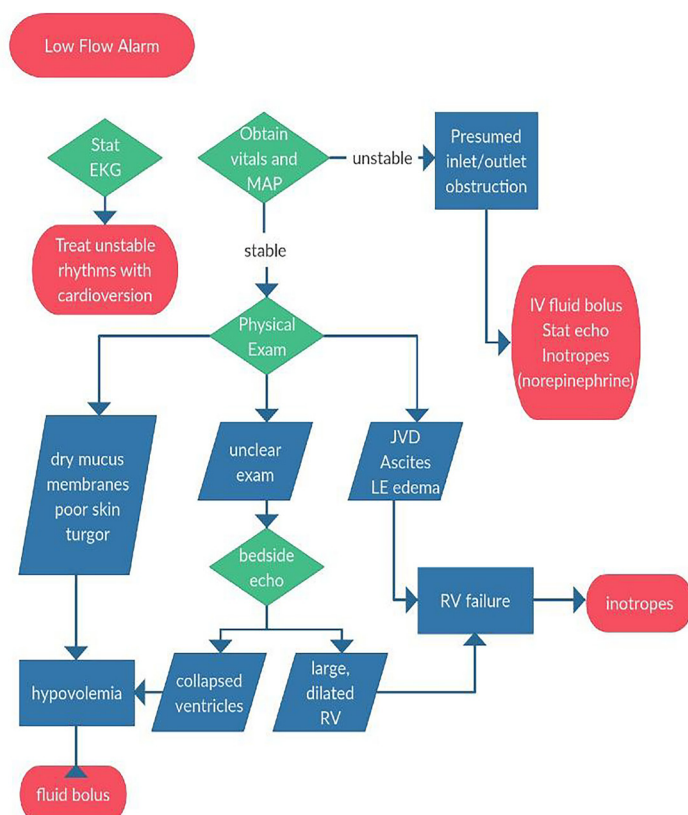 Low Flow Alarm
Stat
EKG
Treat unstable
rhythms with
cardioversion
Obtain
vitals and
MAP
unstable
Presumed
inlet/outlet
obstruction
IV fluid bolus
Stat echo
Inotropes
(norepinephrine)
stable
Physical
Exam
dry mucus
membranes
poor skin
turgor
unclear
exam
JVD
Ascites
LE edema
bedside
echo
RV failure
inotropes
hypovolemia
collapsed
ventricles
large,
dilated
RV
fluid bolus